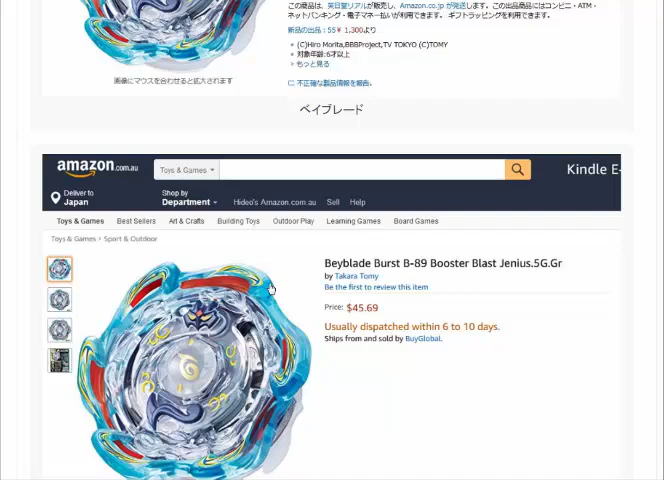 この商品は、矢目聖リアルが販売し、Amazon.co.jp が発送します。この出品商品にはコンビニ・ATM・
ネットバンキング・電子マネー払いが利用できます。 ギフトラッピングを利用できます。
新品の出品：55¥ 1,300より
(C)Hiro Morita,BBBProject,TV TOKYO (C)TOMY
対象年齢:6才以上
› もっと見る
不正確な製品情報を報告。
画像にマウスを合わせると拡大されます
ベイブレード
amazon.com.au
Toys & Games
Kindle E-
Deliver to
Japan
Shop by
Department
Hideo's Amazon.com.au Sell Help
Toys & Games Best Sellers Art & Crafts Building Toys Outdoor Play Learning Games Board Games
Toys & Games › Sport & Outdoor
Beyblade Burst B-89 Booster Blast Jenius.5G.Gr
by Takara Tomy
Be the first to review this item
Price: $45.69
Usually dispatched within 6 to 10 days.
Ships from and sold by BuyGlobal.